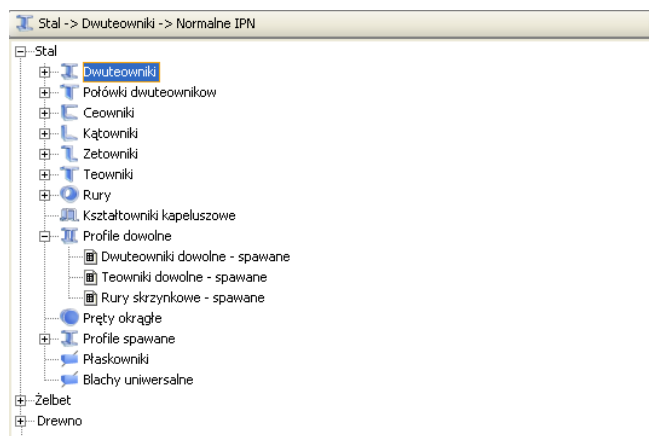 Stal -> Dwuteowniki -> Normalne IPN
Stal
Dwuteowniki
Połówki dwuteownikow
Ceowniki
Kątowniki
Zetowniki
Teowniki
Rury
Kształtowniki kapeluszowe
Profile dowolne
Dwuteowniki dowolne - spawane
Teowniki dowolne - spawane
Rury skrzynkowe - spawane
Pręty okrągłe
Profile spawane
Płaskowniki
Blachy uniwersalne
Żelbet
Drewno